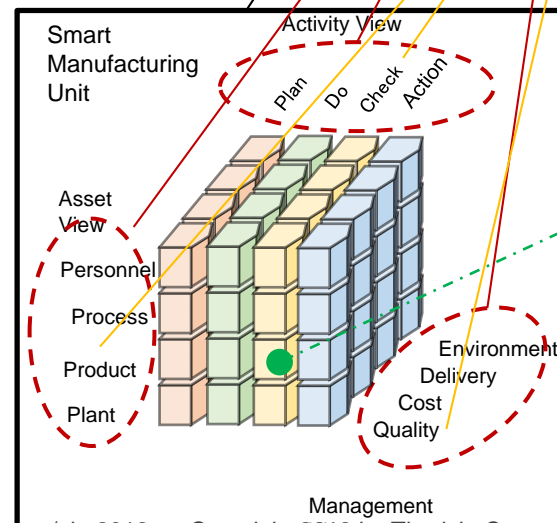 Activity View
Smart
Manufacturing
Unit
Plan
Do
Check
Action
Asset
View
Personnel
Process
Product
Plant
Environment
Delivery
Cost
Quality
Management